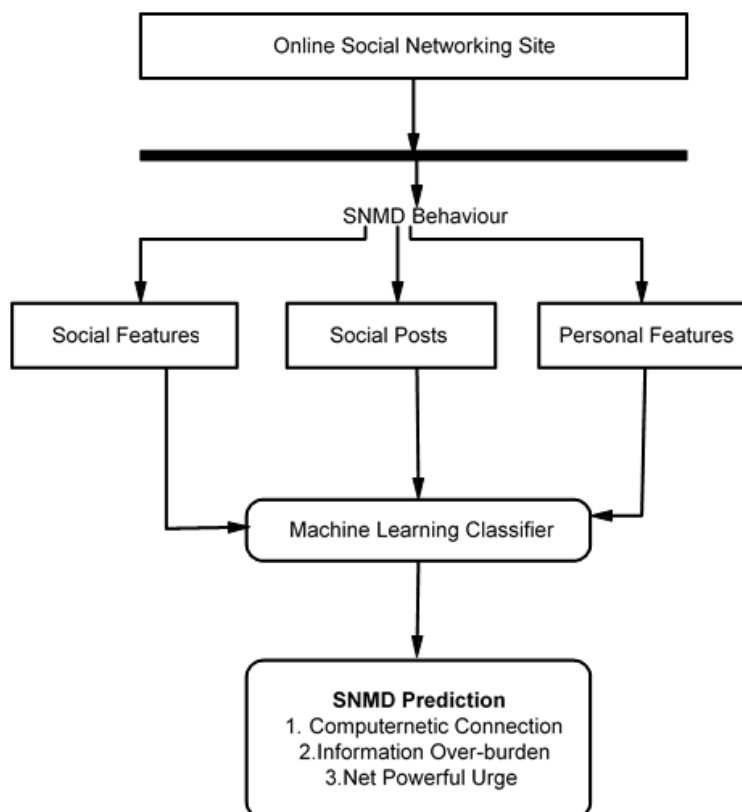 Online Social Networking Site
SNMD Behaviour
Social Features
Social Posts
Personal Features
Machine Learning Classifier
SNMD Prediction
1. Computernetic Connection
2.Information Over-burden
3.Net Powerful Urge